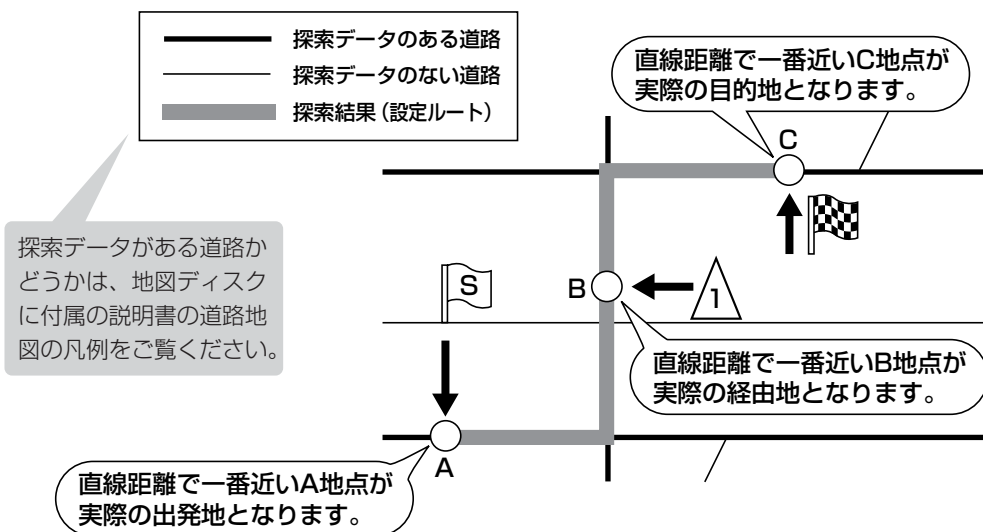 探索データのある道路
探索データのない道路
探索結果（設定ルート）
直線距離で一番近いC地点が
実際の目的地となります。
C
探索データがある道路か
どうかは、地図ディスク
に付属の説明書の道路地
図の凡例をご覧ください。
S
B
1
直線距離で一番近いB地点が
実際の経由地となります。
A
直線距離で一番近いA地点が
実際の出発地となります。